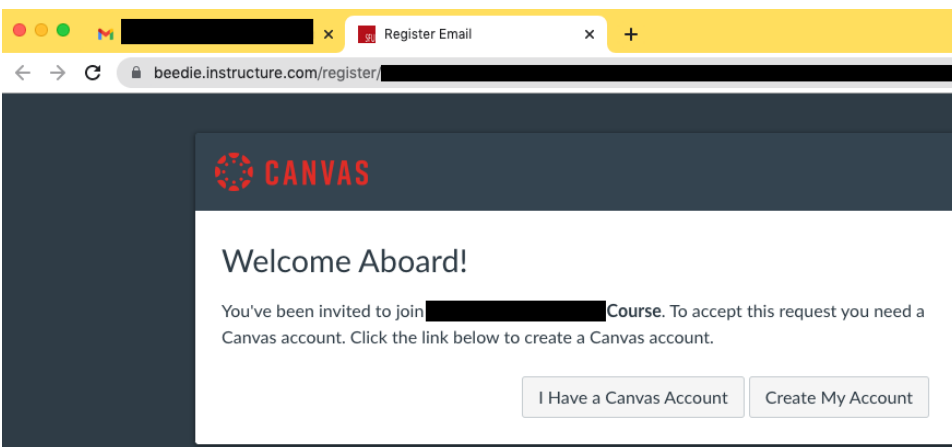 SFU Register Email
beedie.instructure.com/register/
CANVAS
Welcome Aboard!
You've been invited to join Course. To accept this request you need a
Canvas account. Click the link below to create a Canvas account.
I Have a Canvas Account Create My Account